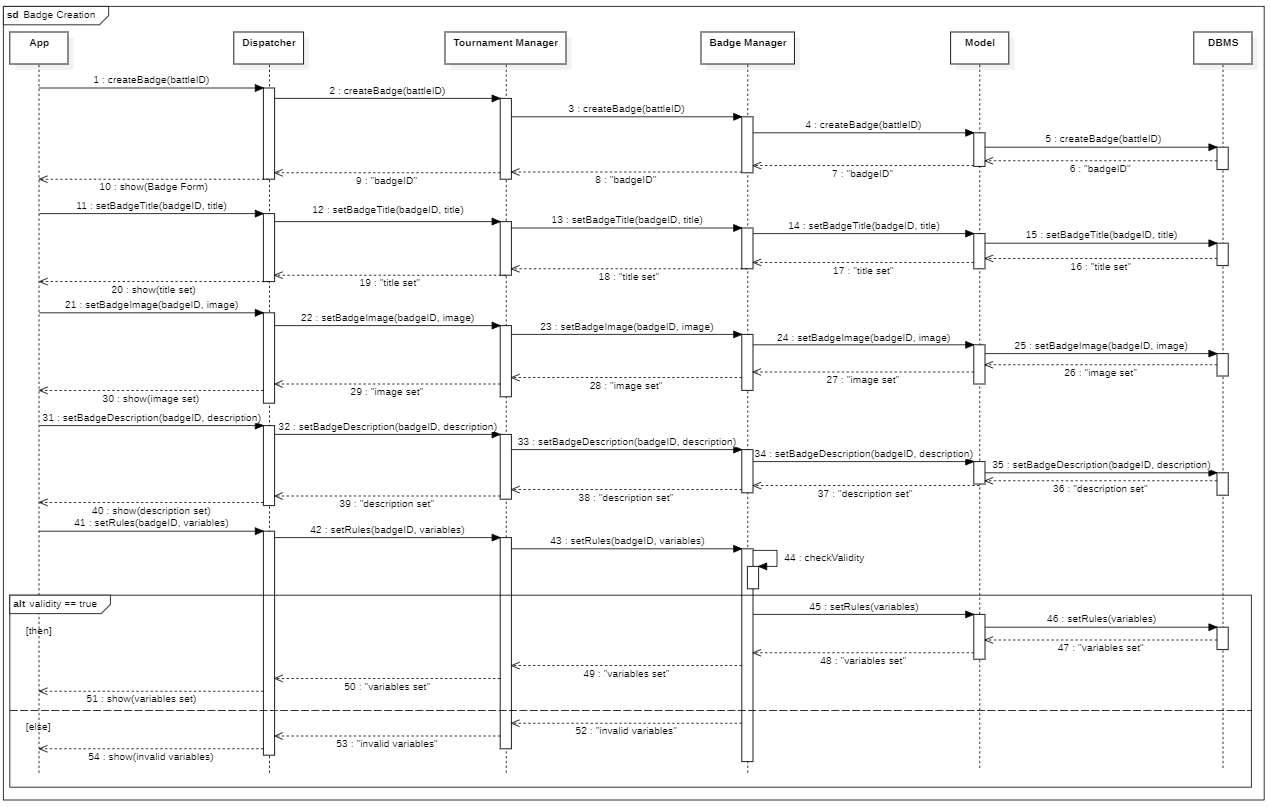 sd Badge Creation
App
Dispatcher
Tournament Manager
Badge Manager
Model
DBMS
1 : createBadge(battleID)
2 : createBadge(battleID)
3 : createBadge(battleID)
4 : createBadge(battleID)
5 : createBadge(battleID)
6 : "badgeID"
7 : "badgeID"
8 : "badgeID"
9 : "badgeID"
10 : show(Badge Form)
11 : setBadgeTitle(badgeID, title)
12 : setBadgeTitle(badgeID, title)
13 : setBadgeTitle(badgeID, title)
14 : setBadgeTitle(badgeID, title)
15 : setBadgeTitle(badgeID, title)
16 : "title set"
17 : "title set"
18 : "title set"
19 : "title set"
20 : show(title set)
21 : setBadgeImage(badgeID, image)
22 : setBadgeImage(badgeID, image)
23 : setBadgeImage(badgeID, image)
24 : setBadgeImage(badgeID, image)
25 : setBadgeImage(badgeID, image)
26 : "image set"
27 : "image set"
28 : "image set"
29 : "image set"
30 : show(image set)
31 : setBadgeDescription(badgeID, description)
32 : setBadgeDescription(badgeID, description)
33 : setBadgeDescription(badgeID, description)
34 : setBadgeDescription(badgeID, description)
35 : setBadgeDescription(badgeID, description)
36 : "description set"
37 : "description set"
38 : "description set"
39 : "description set"
40 : show(description set)
41 : setRules(badgeID, variables)
42 : setRules(badgeID, variables)
43 : setRules(badgeID, variables)
44 : checkValidity
alt validity == true
[then]
45 : setRules(variables)
46 : setRules(variables)
47 : "variables set"
48 : "variables set"
49 : "variables set"
50 : "variables set"
51 : show(variables set)
[else]
52 : "invalid variables"
53 : "invalid variables"
54 : show(invalid variables)